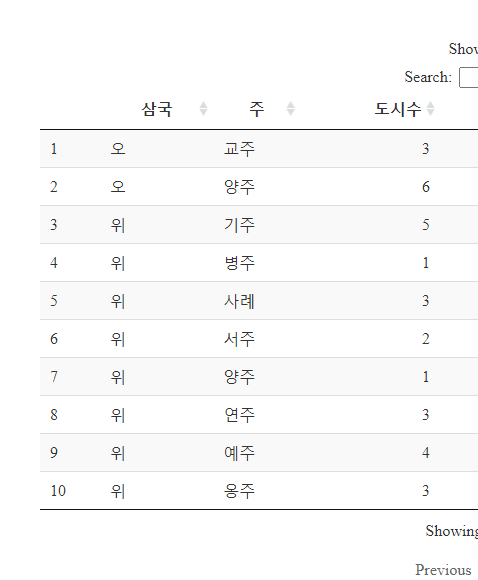 Show
Search:
삼국 주 도시수
1 오 교주 3
2 오 양주 6
3 위 기주 5
4 위 병주 1
5 위 사례 3
6 위 서주 2
7 위 양주 1
8 위 연주 3
9 위 예주 4
10 위 옹주 3
Showing
Previous